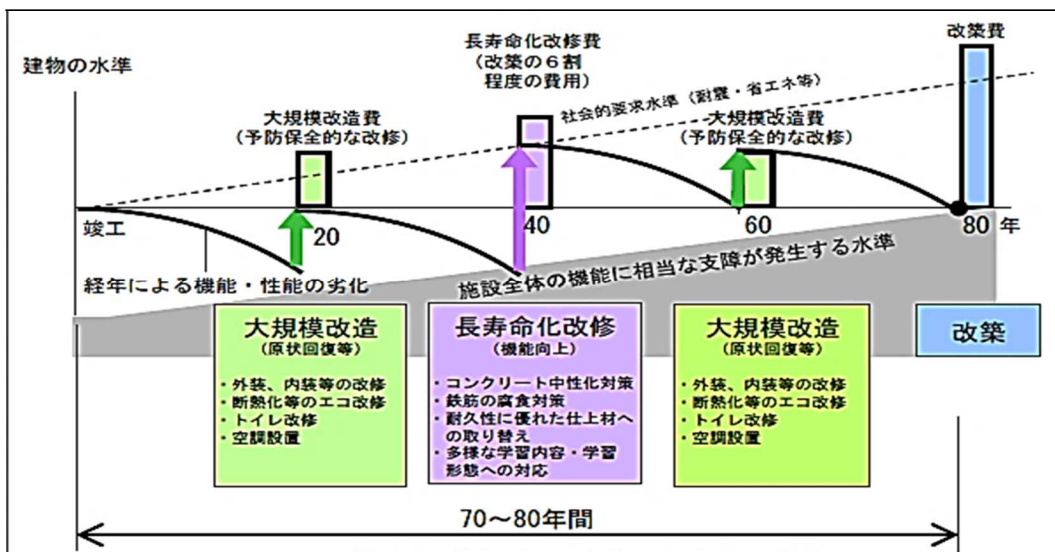 改築費
長寿命化改修費
(改築の6割
程度の費用)
建物の水準
社会的要求水準(耐震・省エネ等)
大規模改造費
(予防保全的な改修)
大規模改造費
(予防保全的な改修)
竣工
20
40
60
80 年
経年による機能・性能の劣化
施設全体の機能に相当な支障が発生する水準
大規模改造
(原状回復等)
・外装、内装等の改修
・断熱化等のエコ改修
・トイレ改修
・空調設置
長寿命化改修
(機能向上)
・コンクリート中性化対策
・鉄筋の腐食対策
・耐久性に優れた仕上材へ
の取り替え
・多様な学習内容・学習
形態への対応
大規模改造
(原状回復等)
・外装、内装等の改修
・断熱化等のエコ改修
・トイレ改修
・空調設置
改築
70~80年間